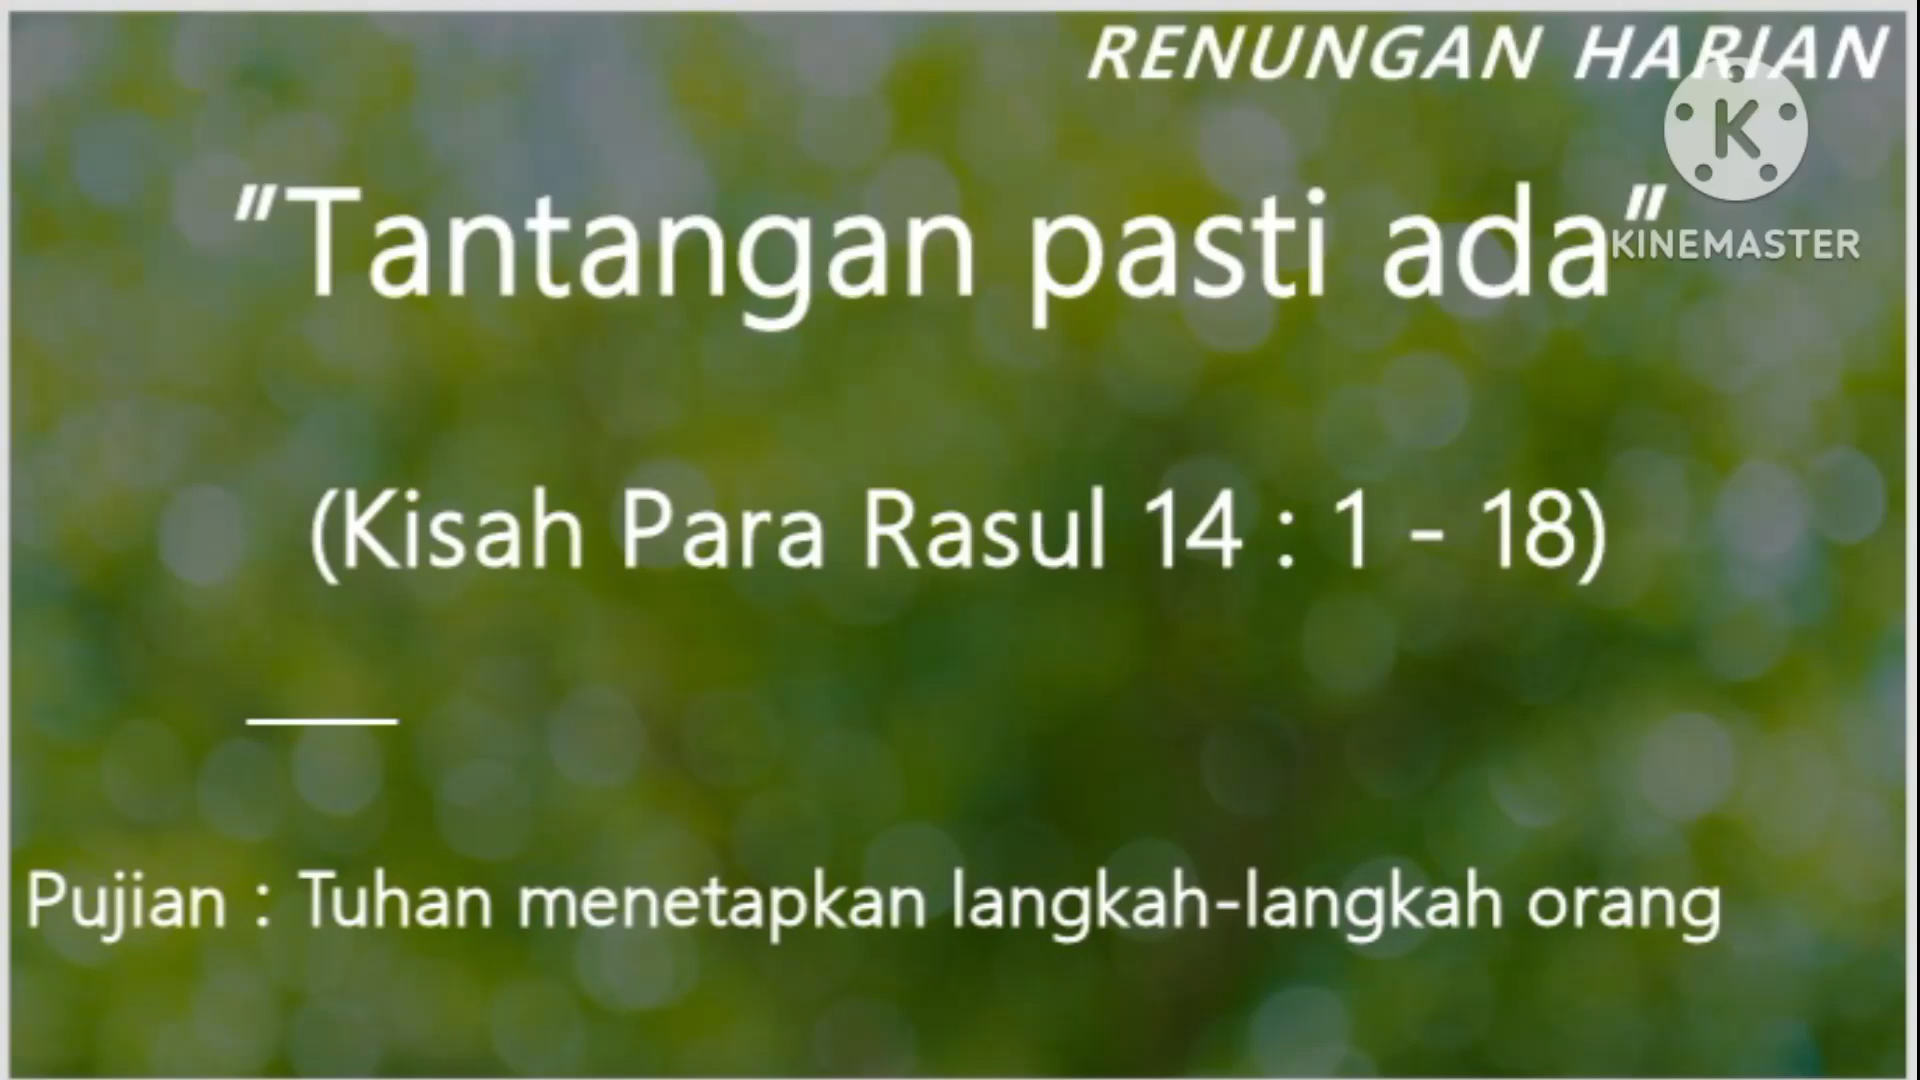 RENUNGAN HARIAN
K
KINEMASTER
"Tantangan pasti ada"
(Kisah Para Rasul 14 : 1 - 18)
Pujian : Tuhan menetapkan langkah-langkah orang